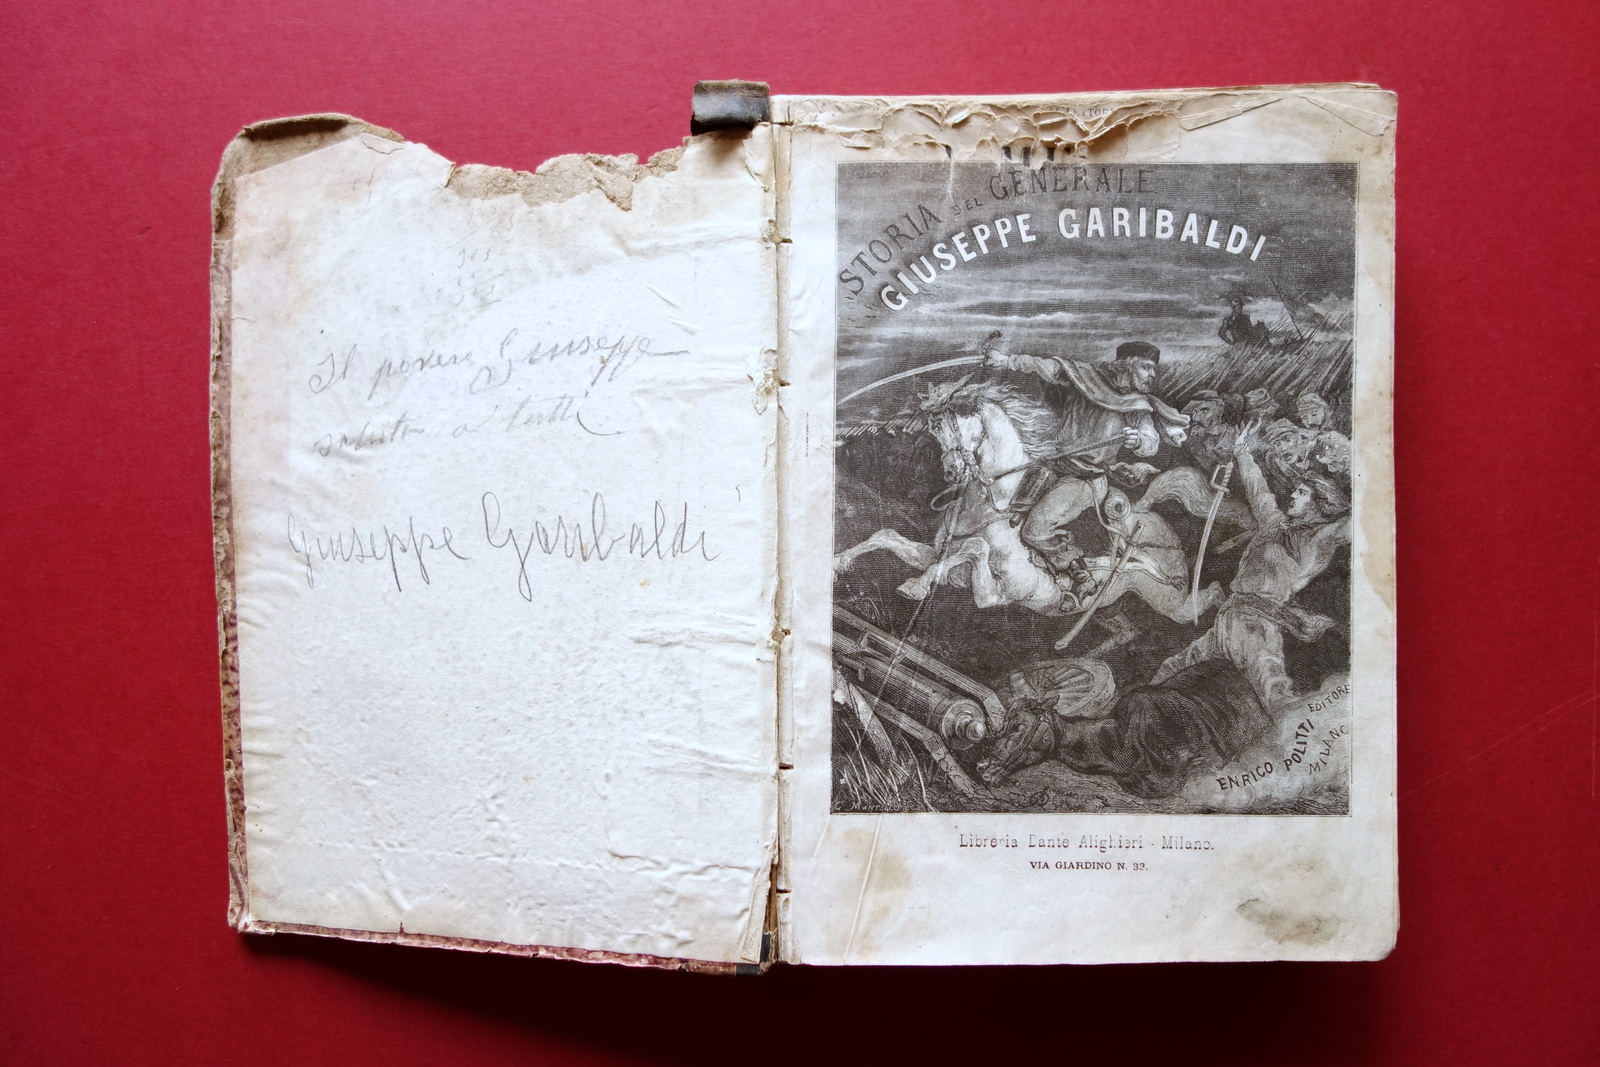 Il povero Giuseppe
saluta a tutti
Giuseppe Garibaldi
STORIA DEL GENERALE
GIUSEPPE GARIBALDI
ENRICO POLITTI EDITORE
MILANO
Libreria Dante Alighieri - Milano.
VIA GIARDINO N. 33.